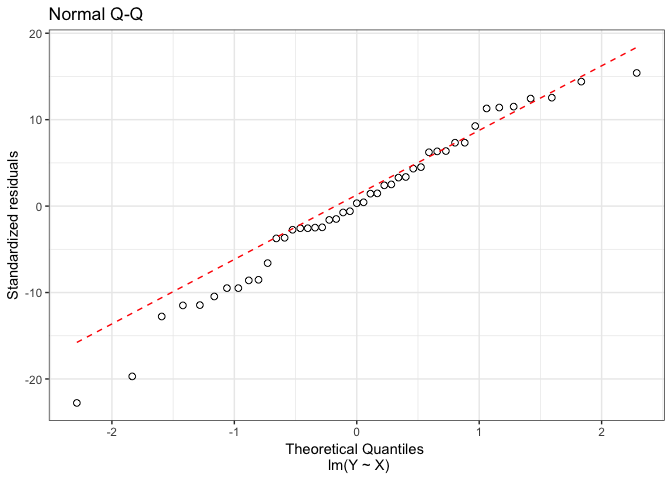 Normal Q-Q
20
10
0
-10
-20
Standardized residuals
-2
-1
0
1
2
Theoretical Quantiles
lm(Y ~ X)